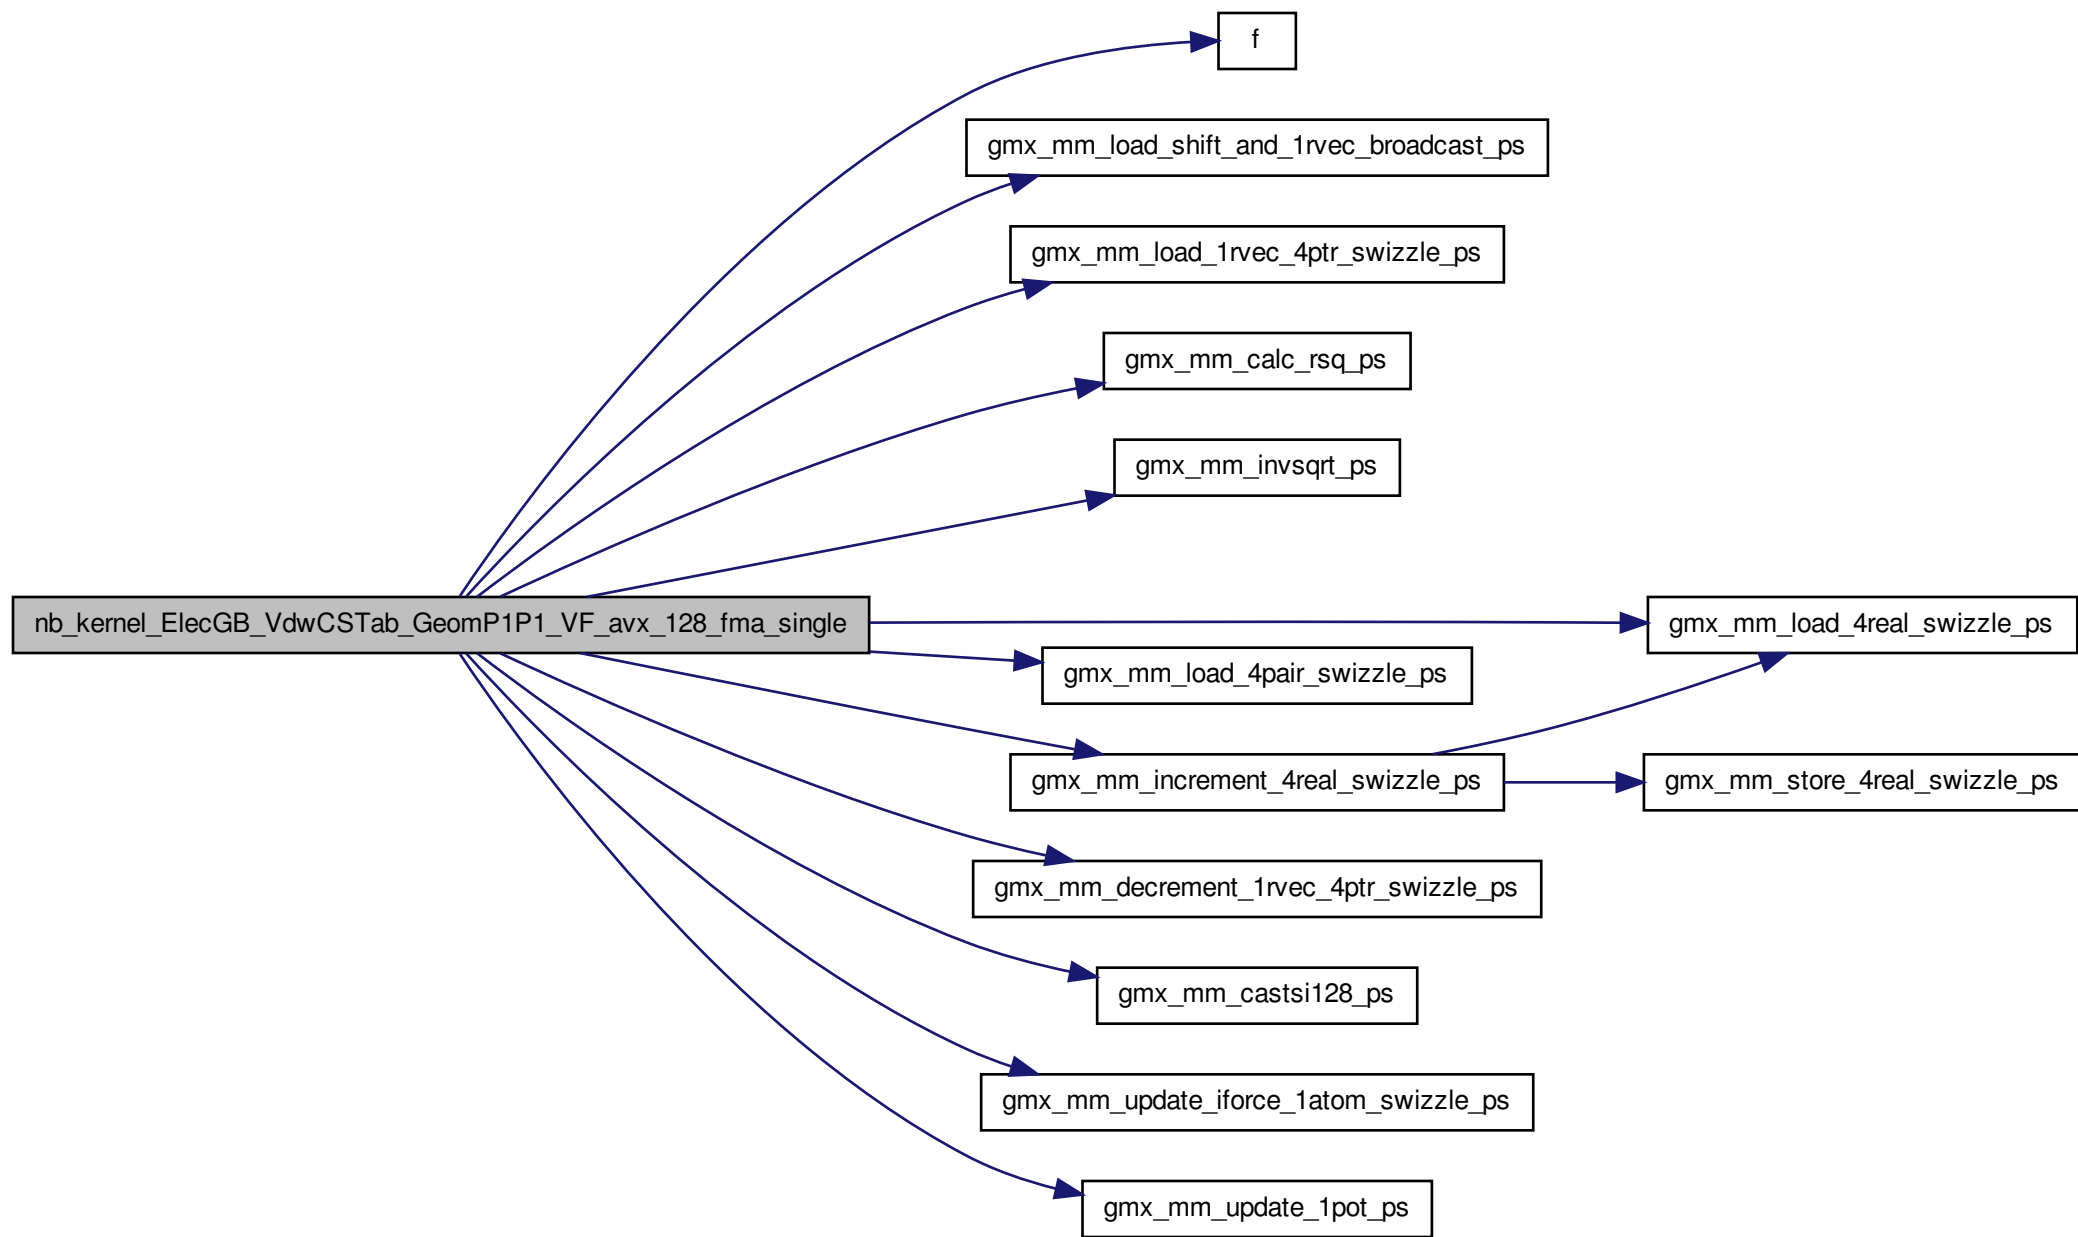 f
gmx_mm_load_shift_and_1rvec_broadcast_ps
gmx_mm_load_1rvec_4ptr_swizzle_ps
gmx_mm_calc_rsq_ps
gmx_mm_invsqrt_ps
nb_kernel_ElecGB_VdwCSTab_GeomP1P1_VF_avx_128_fma_single
gmx_mm_load_4real_swizzle_ps
gmx_mm_load_4pair_swizzle_ps
gmx_mm_increment_4real_swizzle_ps
gmx_mm_store_4real_swizzle_ps
gmx_mm_decrement_1rvec_4ptr_swizzle_ps
gmx_mm_castsi128_ps
gmx_mm_update_iforce_1atom_swizzle_ps
gmx_mm_update_1pot_ps